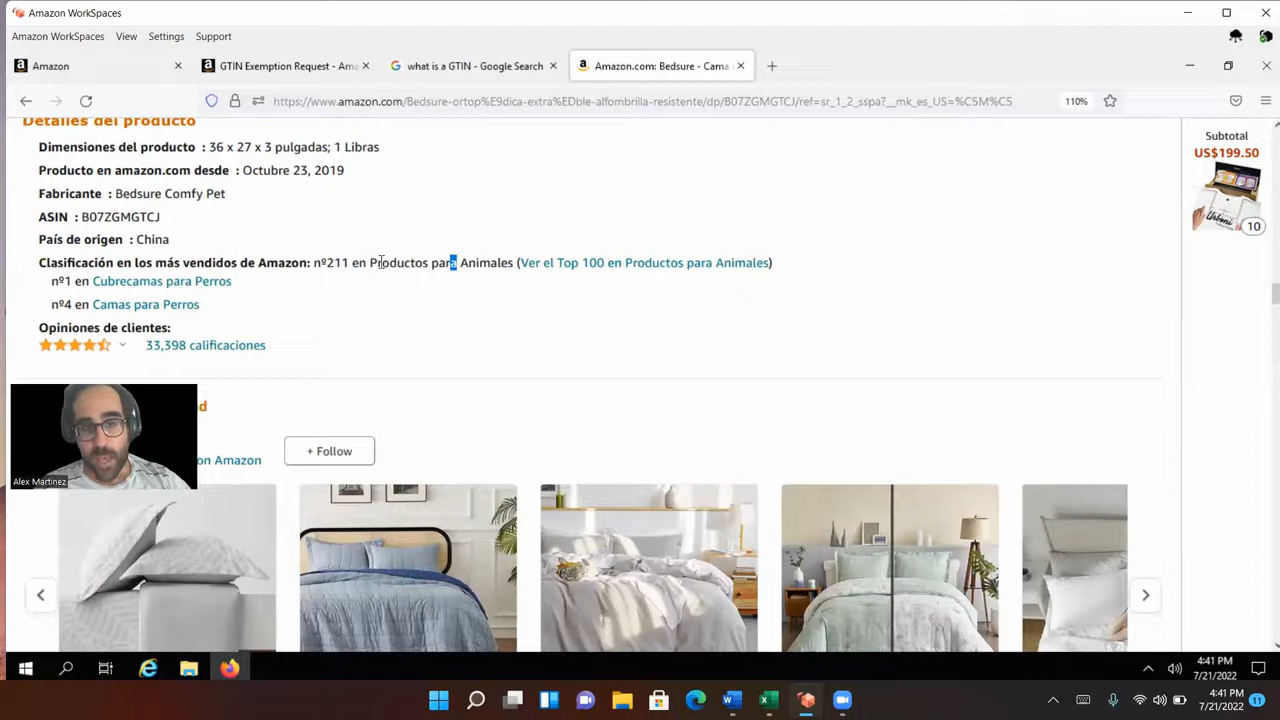 Amazon WorkSpaces
Amazon WorkSpaces View Settings Support
Amazon
GTIN Exemption Request - Ama
what is a GTIN - Google Search
Amazon.com: Bedsure - Cama
https://www.amazon.com/Bedsure-ortop%E9dica-extra%EDble-alfombrilla-resistente/dp/B07ZGMGTCJ/ref=sr_1_2_sspa?__mk_es_US=%C5M%C5
110%
Detalles del producto
Dimensiones del producto : 36 x 27 x 3 pulgadas; 1 Libras
Producto en amazon.com desde : Octubre 23, 2019
Fabricante : Bedsure Comfy Pet
ASIN : B07ZGMGTCJ
País de origen : China
Clasificación en los más vendidos de Amazon: nº211 en Productos para Animales (Ver el Top 100 en Productos para Animales)
nº1 en Cubrecamas para Perros
nº4 en Camas para Perros
Opiniones de clientes:
33,398 calificaciones
Subtotal
US$199.50
10
d
on Amazon
+ Follow
Alex Martinez
4:41 PM
7/21/2022
4:41 PM
7/21/2022
11